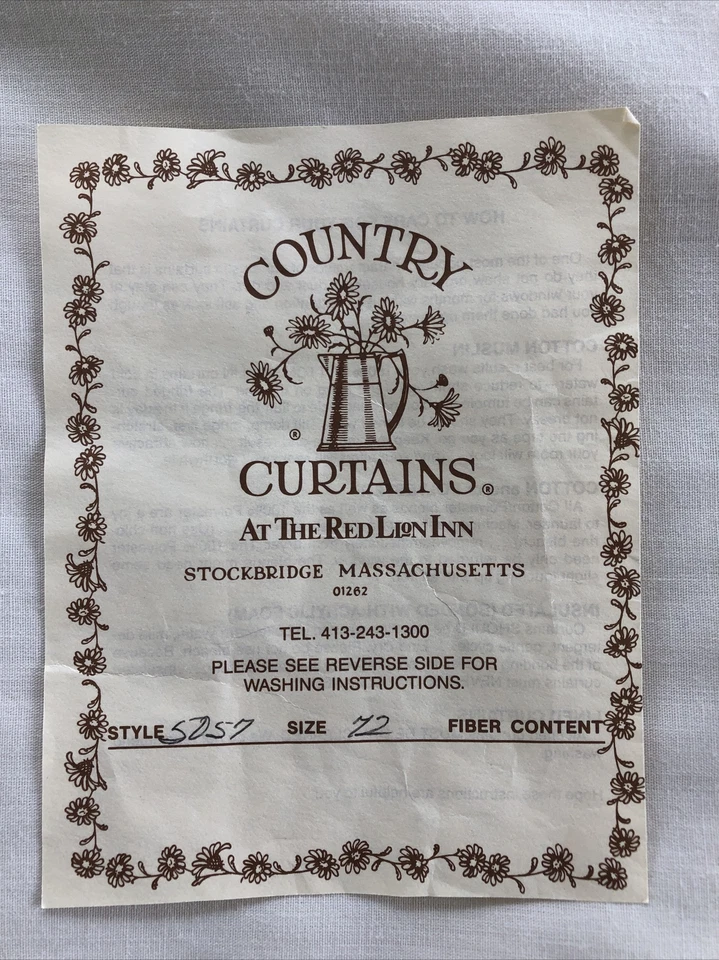 COUNTRY
®
CURTAINS®
AT THE RED LION INN
STOCKBRIDGE MASSACHUSETTS
01262
TEL. 413-243-1300
PLEASE SEE REVERSE SIDE FOR
WASHING INSTRUCTIONS.
STYLE SIZE 72 FIBER CONTENT